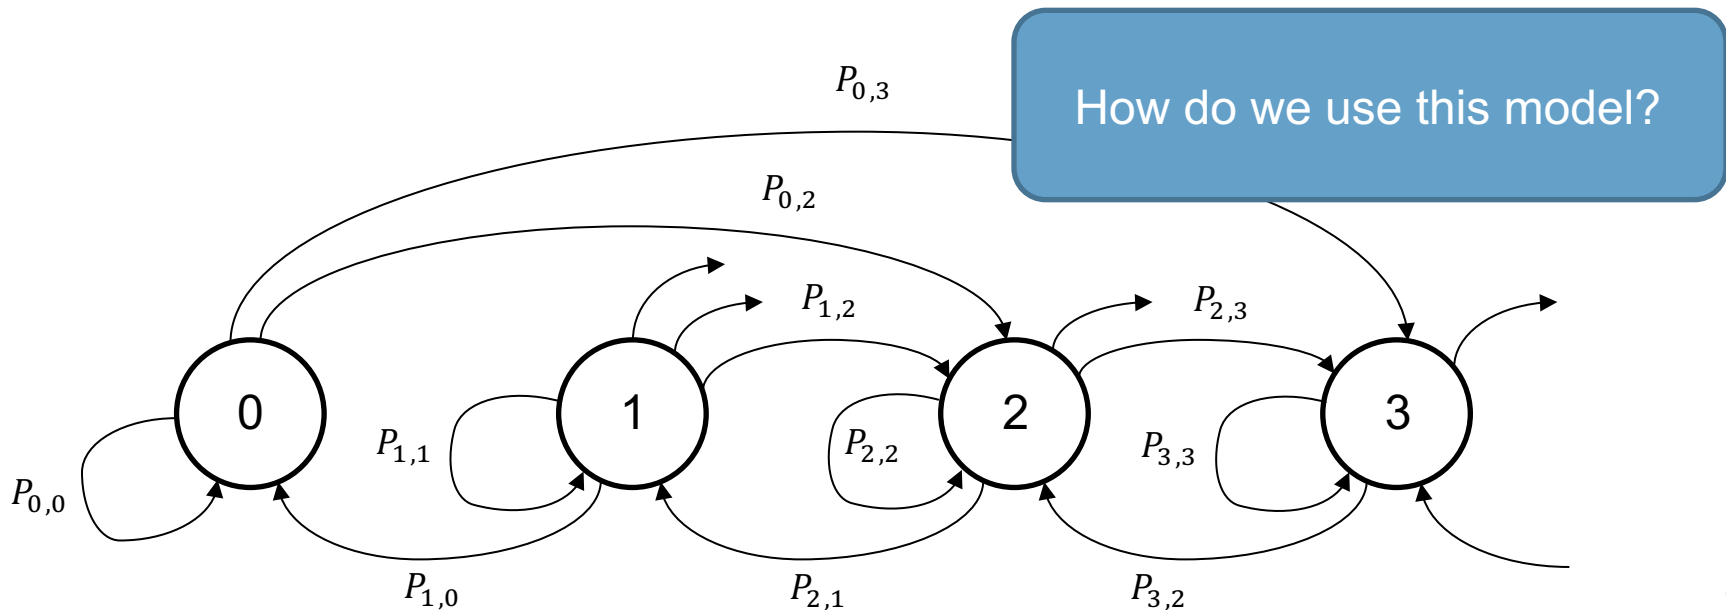 How do we use this model?
P0,3
P0,2
P1,2
P2,3
0
1
2
3
P1,1
P2,2
P3,3
P0,0
P1,0
P2,1
P3,2